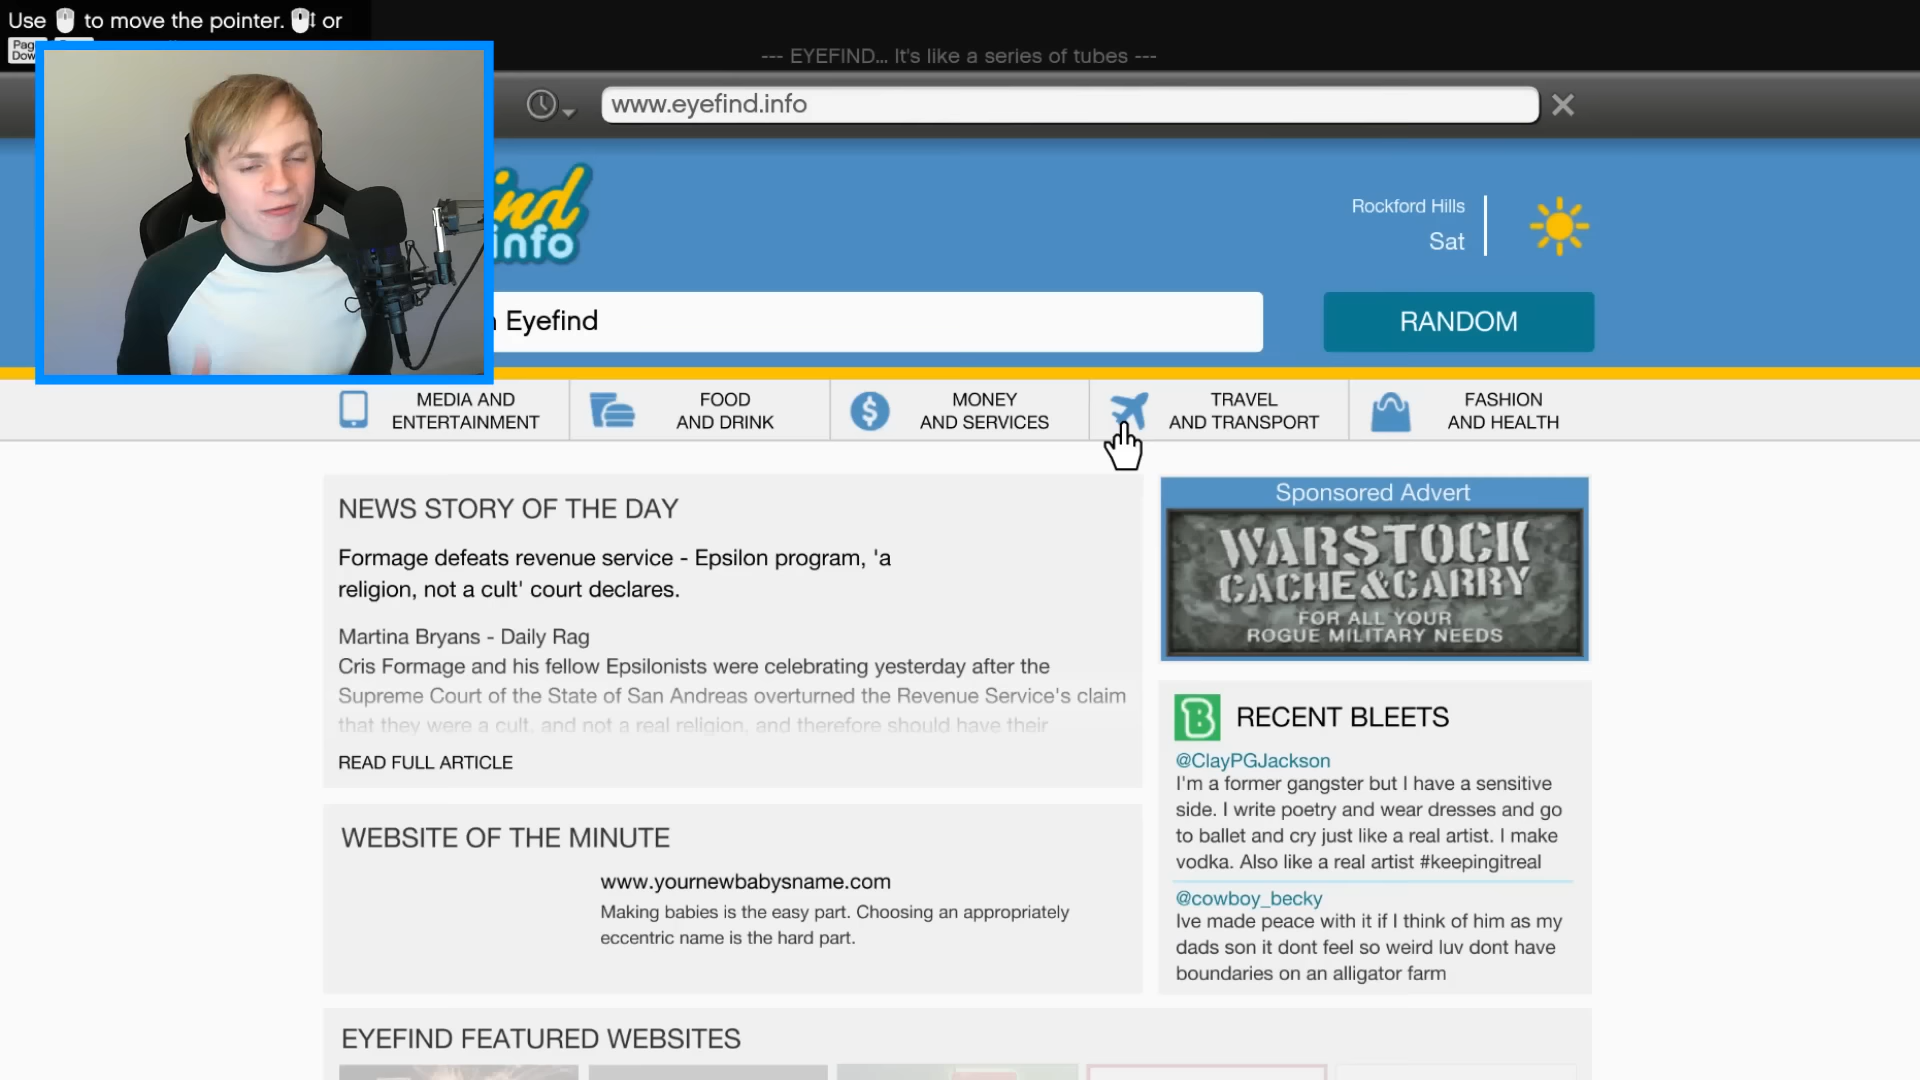 Use to move the pointer. or
Pag
Dow
--- EYEFIND... It's like a series of tubes ---
www.eyefind.info
ind
info
Rockford Hills
Sat
Eyefind
RANDOM
MEDIA AND
ENTERTAINMENT
FOOD
AND DRINK
MONEY
AND SERVICES
TRAVEL
AND TRANSPORT
FASHION
AND HEALTH
NEWS STORY OF THE DAY
Formage defeats revenue service - Epsilon program, 'a
religion, not a cult' court declares.
Martina Bryans - Daily Rag
Cris Formage and his fellow Epsilonists were celebrating yesterday after the
Supreme Court of the State of San Andreas overturned the Revenue Service's claim
that they were a cult, and not a real religion, and therefore should have their
READ FULL ARTICLE
WEBSITE OF THE MINUTE
www.yournewbabysname.com
Making babies is the easy part. Choosing an appropriately
eccentric name is the hard part.
EYEFIND FEATURED WEBSITES
Sponsored Advert
WARSTOCK
CACHE&CARRY
FOR ALL YOUR
ROGUE MILITARY NEEDS
B
RECENT BLEETS
@ClayPGJackson
I'm a former gangster but I have a sensitive
side. I write poetry and wear dresses and go
to ballet and cry just like a real artist. I make
vodka. Also like a real artist #keepingitreal
@cowboy_becky
Ive made peace with it if I think of him as my
dads son it dont feel so weird luv dont have
boundaries on an alligator farm